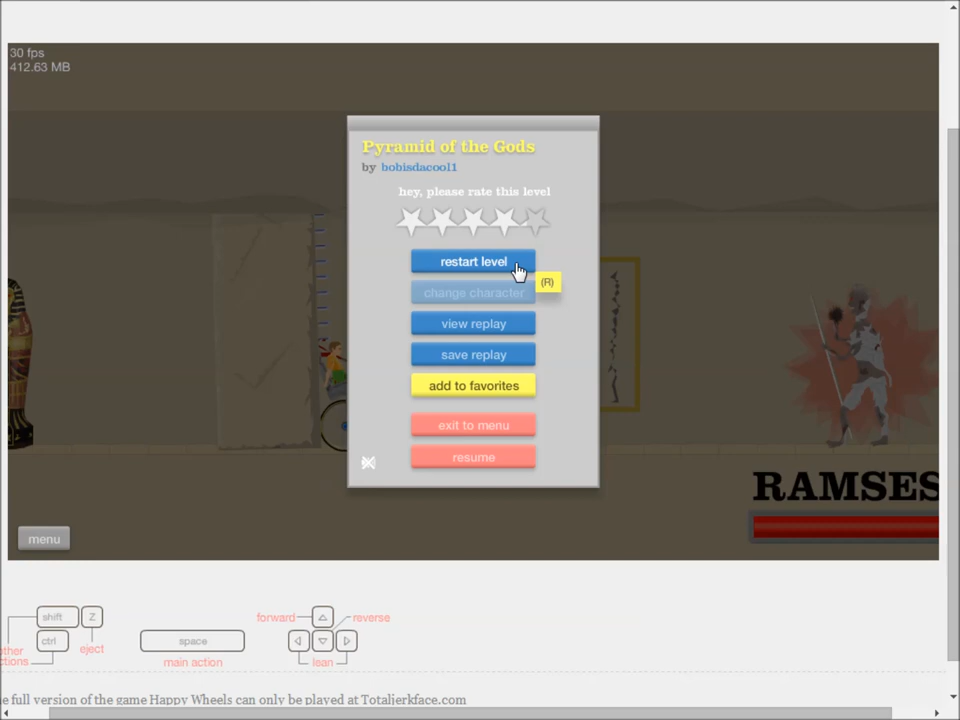 30 fps
412.63 MB
Pyramid of the Gods
by bobisdacool1
hey, please rate this level
restart level
(R)
change character
view replay
save replay
add to favorites
exit to menu
resume
RAMSES
menu
shift Z
forward reverse
ctrl
space
eject
main action
lean
full version of the game Happy Wheels can only be played at Totaljerkface.com